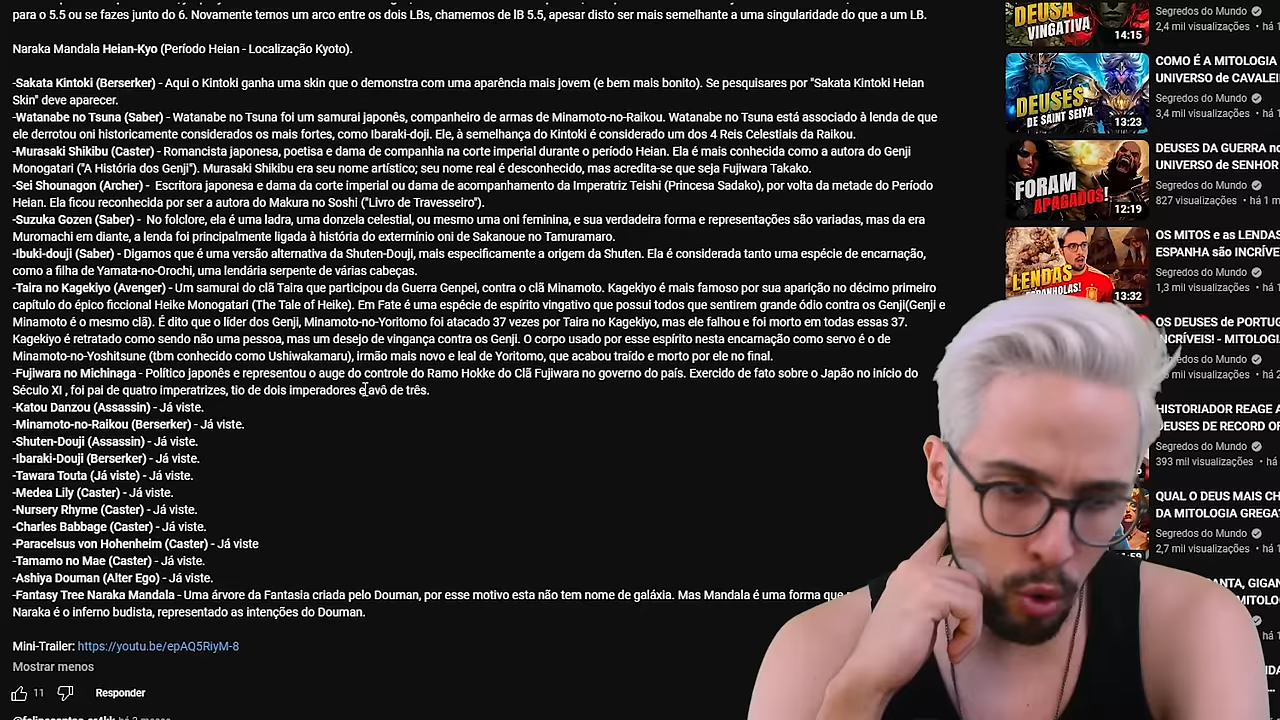 para o 5.5 ou se fazes junto do 6. Novamente temos um arco entre os dois LBs, chamemos de lB 5.5, apesar disto ser mais semelhante a uma singularidade do que a um LB.
Naraka Mandala Heian-Kyo (Período Heian - Localização Kyoto).
-Sakata Kintoki (Berserker) - Aqui o Kintoki ganha uma skin que o demonstra com uma aparência mais jovem (e bem mais bonito). Se pesquisares por "Sakata Kintoki Heian
Skin" deve aparecer.
-Watanabe no Tsuna (Saber) - Watanabe no Tsuna foi um samurai japonês, companheiro de armas de Minamoto-no-Raikou. Watanabe no Tsuna está associado à lenda de que
ele derrotou oni historicamente considerados os mais fortes, como Ibaraki-doji. Ele, à semelhança do Kintoki é considerado um dos 4 Reis Celestiais da Raikou.
-Murasaki Shikibu (Caster) - Romancista japonesa, poetisa e dama de companhia na corte imperial durante o período Heian. Ela é mais conhecida como a autora do Genji
Monogatari ("A História dos Genji"). Murasaki Shikibu era seu nome artístico; seu nome real é desconhecido, mas acredita-se que seja Fujiwara Takako.
-Sei Shounagon (Archer) - Escritora japonesa e dama da corte imperial ou dama de acompanhamento da Imperatriz Teishi (Princesa Sadako), por volta da metade do Período
Heian. Ela ficou reconhecida por ser a autora do Makura no Soshi ("Livro de Travesseiro").
-Suzuka Gozen (Saber) - No folclore, ela é uma ladra, uma donzela celestial, ou mesmo uma oni feminina, e sua verdadeira forma e representações são variadas, mas da era
Muromachi em diante, a lenda foi principalmente ligada à história do extermínio oni de Sakanoue no Tamuramaro.
-Ibuki-douji (Saber) - Digamos que é uma versão alternativa da Shuten-Douji, mais especificamente a origem da Shuten. Ela é considerada tanto uma espécie de encarnação,
como a filha de Yamata-no-Orochi, uma lendária serpente de várias cabeças.
-Taira no Kagekiyo (Avenger) - Um samurai do clã Taira que participou da Guerra Genpei, contra o clã Minamoto. Kagekiyo é mais famoso por sua aparição no décimo primeiro
capítulo do épico ficcional Heike Monogatari (The Tale of Heike). Em Fate é uma espécie de espírito vingativo que possui todos que sentirem grande ódio contra os Genji(Genji e
Minamoto é o mesmo clã). É dito que o líder dos Genji, Minamoto-no-Yoritomo foi atacado 37 vezes por Taira no Kagekiyo, mas ele falhou e foi morto em todas essas 37.
Kagekiyo é retratado como sendo não uma pessoa, mas um desejo de vingança contra os Genji. O corpo usado por esse espírito nesta encarnação como servo é o de
Minamoto-no-Yoshitsune (tbm conhecido como Ushiwakamaru), irmão mais novo e leal de Yoritomo, que acabou traído e morto por ele no final.
-Fujiwara no Michinaga - Político japonês e representou o auge do controle do Ramo Hokke do Clã Fujiwara no governo do país. Exercido de fato sobre o Japão no início do
Século XI , foi pai de quatro imperatrizes, tio de dois imperadores e avô de três.
-Katou Danzou (Assassin) - Já viste.
-Minamoto-no-Raikou (Berserker) - Já viste.
-Shuten-Douji (Assassin) - Já viste.
-Ibaraki-Douji (Berserker) - Já viste.
-Tawara Touta (Já viste) - Já viste.
-Medea Lily (Caster) - Já viste.
-Nursery Rhyme (Caster) - Já viste.
-Charles Babbage (Caster) - Já viste.
-Paracelsus von Hohenheim (Caster) - Já viste
-Tamamo no Mae (Caster) - Já viste.
-Ashiya Douman (Alter Ego) - Já viste.
-Fantasy Tree Naraka Mandala - Uma árvore da Fantasia criada pelo Douman, por esse motivo esta não tem nome de galáxia. Mas Mandala é uma forma que
Naraka é o inferno budista, representado as intenções do Douman.
Mini-Trailer: https://youtu.be/epAQ5RiyM-8
Mostrar menos
11 Responder
DEUSA
VINGATIVA
14:15
Segredos do Mundo
2,4 mil visualizações • há 1
DEUSES
DE SAINT SEIYA
13:23
COMO É A MITOLOGIA
UNIVERSO de CAVALEI
Segredos do Mundo
3,4 mil visualizações • há
FORAM
APAGADOS!
12:19
DEUSES DA GUERRA no
UNIVERSO de SENHOR
Segredos do Mundo
827 visualizações • há 1 m
LENDAS
13:32
OS MITOS e as LENDAS
ESPANHA são INCRÍVE
Segredos do Mundo
1,3 mil visualizações • há
OS DEUSES de PORTUG
INCRÍVEIS! - MITOLOG
Segredos do Mundo
HISTORIADOR REAGE A
DEUSES DE RECORD OF
Segredos do Mundo
393 mil visualizações • há
QUAL O DEUS MAIS CH
DA MITOLOGIA GREGA?
Segredos do Mundo
2,7 mil visualizações • há